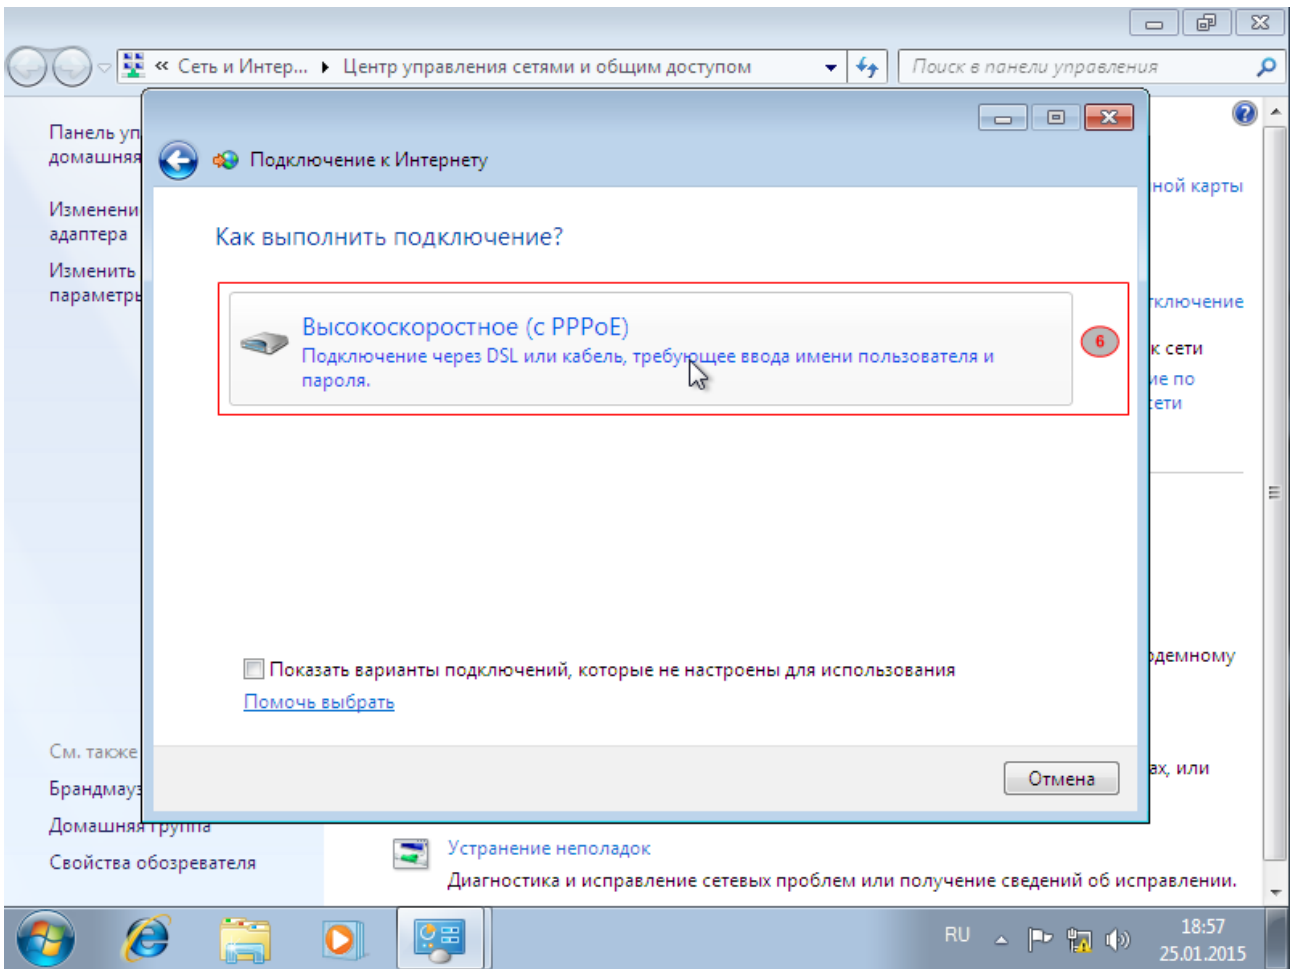 « Сеть и Интер... ▸ Центр управления сетями и общим доступом
Поиск в панели управления
Панель уп
домашняя
Изменени
адаптера
Изменить
параметры
Подключение к Интернету
Как выполнить подключение?
Высокоскоростное (с PPPoE)
Подключение через DSL или кабель, требующее ввода имени пользователя и
пароля.
6
ной карты
ключение
к сети
ие по
сети
Показать варианты подключений, которые не настроены для использования
Помочь выбрать
одемному
Отмена
ах, или
См. также
Брандмауэ
Домашняя группа
Свойства обозревателя
Устранение неполадок
Диагностика и исправление сетевых проблем или получение сведений об исправлении.
RU
18:57
25.01.2015